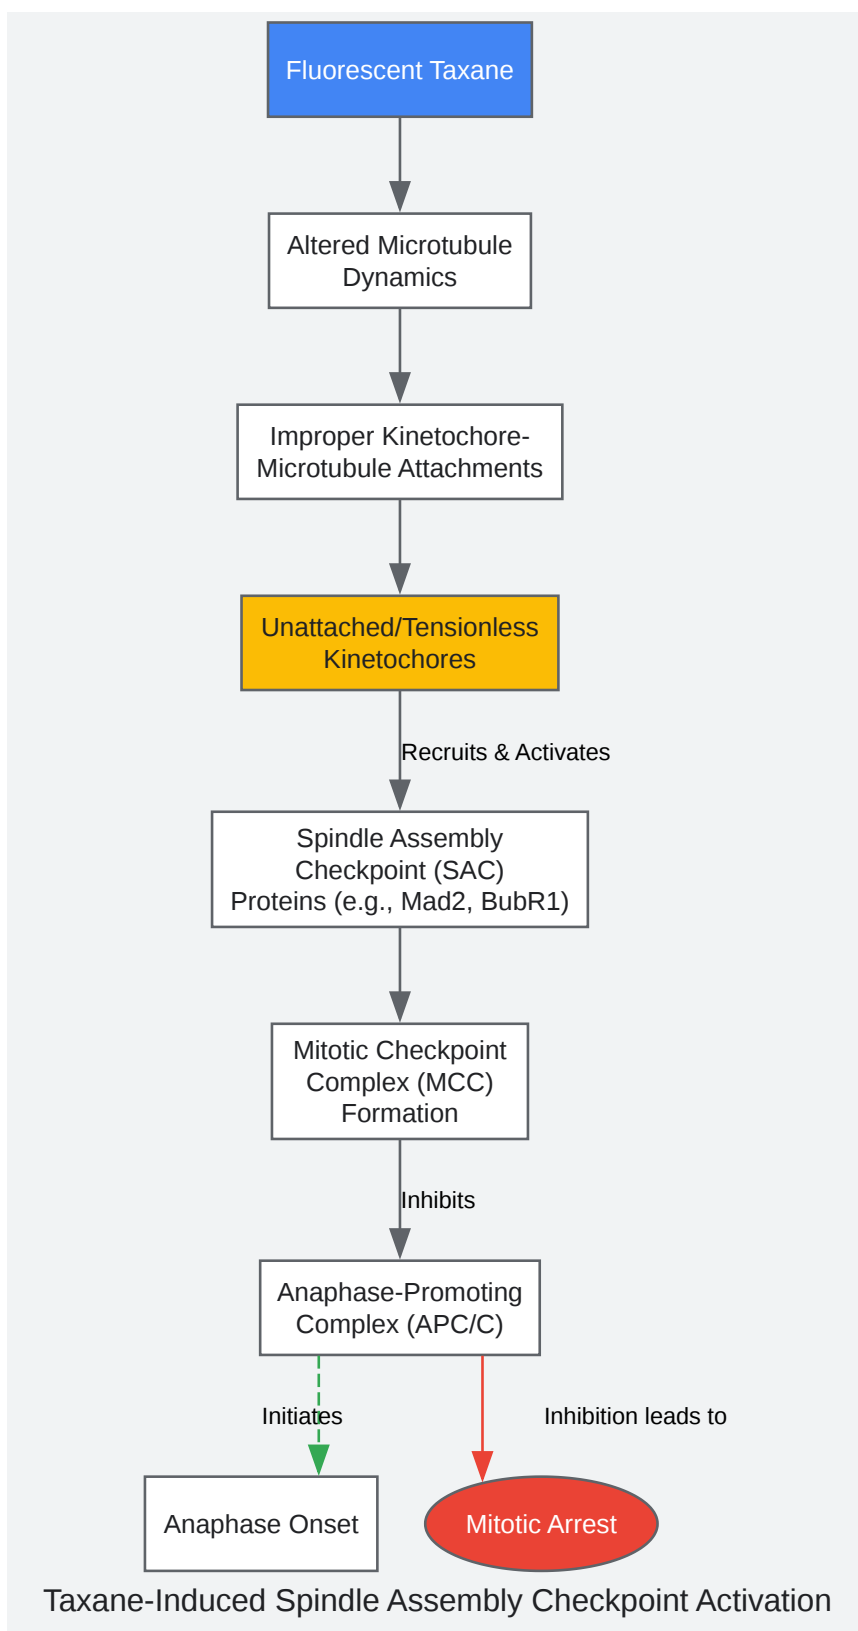 Fluorescent Taxane
Altered Microtubule
Dynamics
Improper Kinetochore-
Microtubule Attachments
Unattached/Tensionless
Kinetochores
Recruits & Activates
Spindle Assembly
Checkpoint (SAC)
Proteins (e.g., Mad2, BubR1)
Mitotic Checkpoint
Complex (MCC)
Formation
Inhibits
Anaphase-Promoting
Complex (APC/C)
Initiates
Inhibition leads to
Anaphase Onset
Mitotic Arrest
Taxane-Induced Spindle Assembly Checkpoint Activation